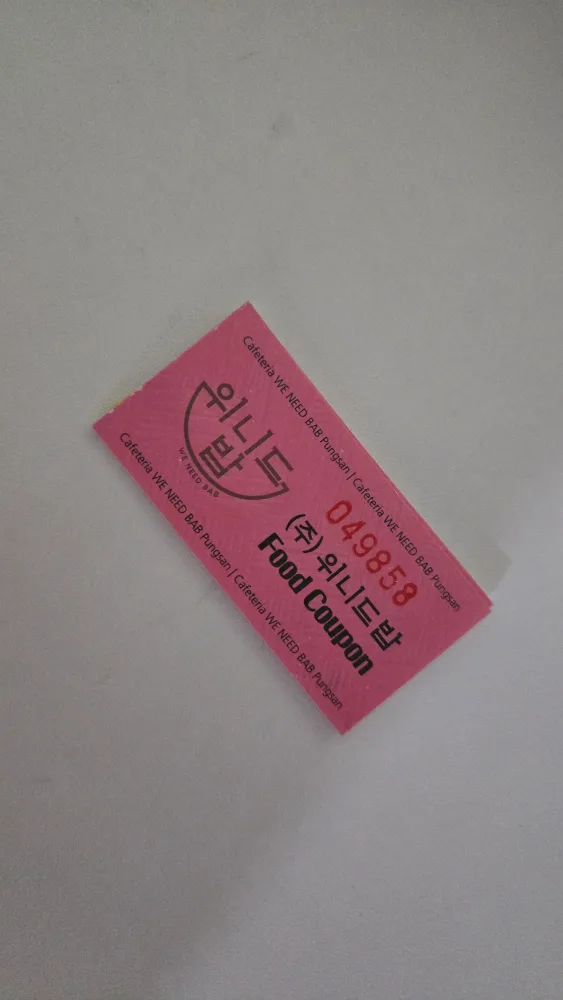 Cafeteria WE NEED BAB Pungsan | Cafeteria WE NEED BAB Pungsan
위니드
밥
WE NEED BAB
049858
(주)위니드밥
Food Coupon
Cafeteria WE NEED BAB Pungsan | Cafeteria WE NEED BAB Pungsan